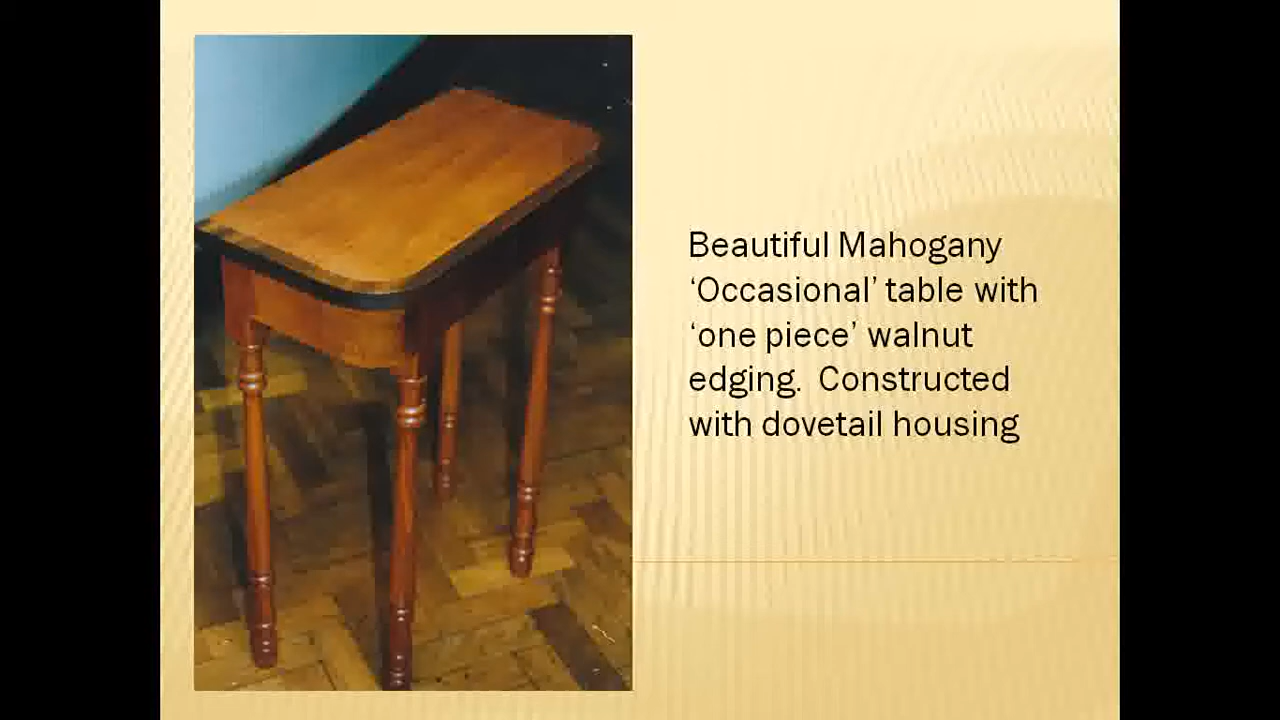 Beautiful Mahogany
‘Occasional’ table with
‘one piece’ walnut
edging.  Constructed
with dovetail housing